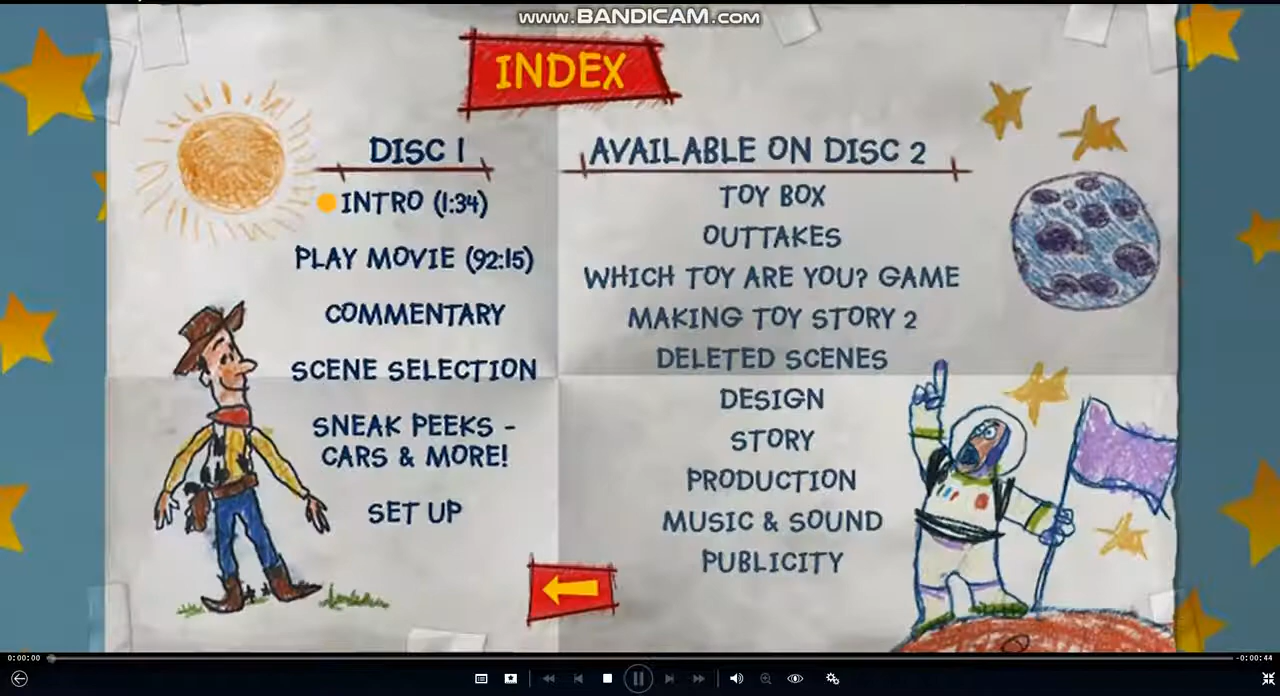 www.BANDICAM.com
INDEX
DISC 1
INTRO (1:34)
PLAY MOVIE (92:15)
COMMENTARY
SCENE SELECTION
SNEAK PEEKS -
CARS & MORE!
SET UP
AVAILABLE ON DISC 2
TOY BOX
OUTTAKES
WHICH TOY ARE YOU? GAME
MAKING TOY STORY 2
DELETED SCENES
DESIGN
STORY
PRODUCTION
MUSIC & SOUND
PUBLICITY
0:00:00
-0:00:44